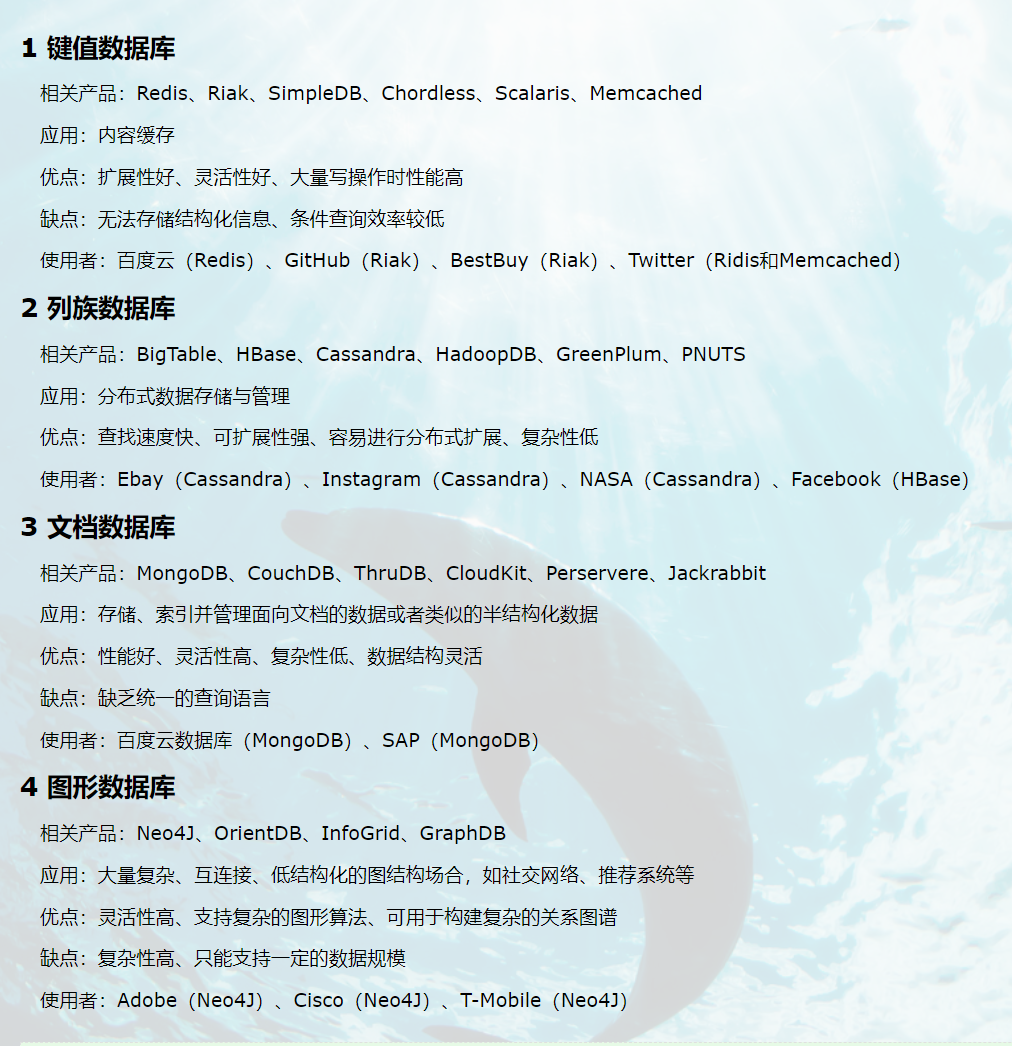 1 键值数据库
相关产品：Redis、Riak、SimpleDB、Chordless、Scalaris、Memcached
应用：内容缓存
优点：扩展性好、灵活性好、大量写操作时性能高
缺点：无法存储结构化信息、条件查询效率较低
使用者：百度云（Redis）、GitHub（Riak）、BestBuy（Riak）、Twitter（Ridis和Memcached）
2 列族数据库
相关产品：BigTable、HBase、Cassandra、HadoopDB、GreenPlum、PNUTS
应用：分布式数据存储与管理
优点：查找速度快、可扩展性强、容易进行分布式扩展、复杂性低
使用者：Ebay（Cassandra）、Instagram（Cassandra）、NASA（Cassandra）、Facebook（HBase）
3 文档数据库
相关产品：MongoDB、CouchDB、ThruDB、CloudKit、Perservere、Jackrabbit
应用：存储、索引并管理面向文档的数据或者类似的半结构化数据
优点：性能好、灵活性高、复杂性低、数据结构灵活
缺点：缺乏统一的查询语言
使用者：百度云数据库（MongoDB）、SAP（MongoDB）
4 图形数据库
相关产品：Neo4J、OrientDB、InfoGrid、GraphDB
应用：大量复杂、互连接、低结构化的图结构场合，如社交网络、推荐系统等
优点：灵活性高、支持复杂的图形算法、可用于构建复杂的关系图谱
缺点：复杂性高、只能支持一定的数据规模
使用者：Adobe（Neo4J）、Cisco（Neo4J）、T-Mobile（Neo4J）